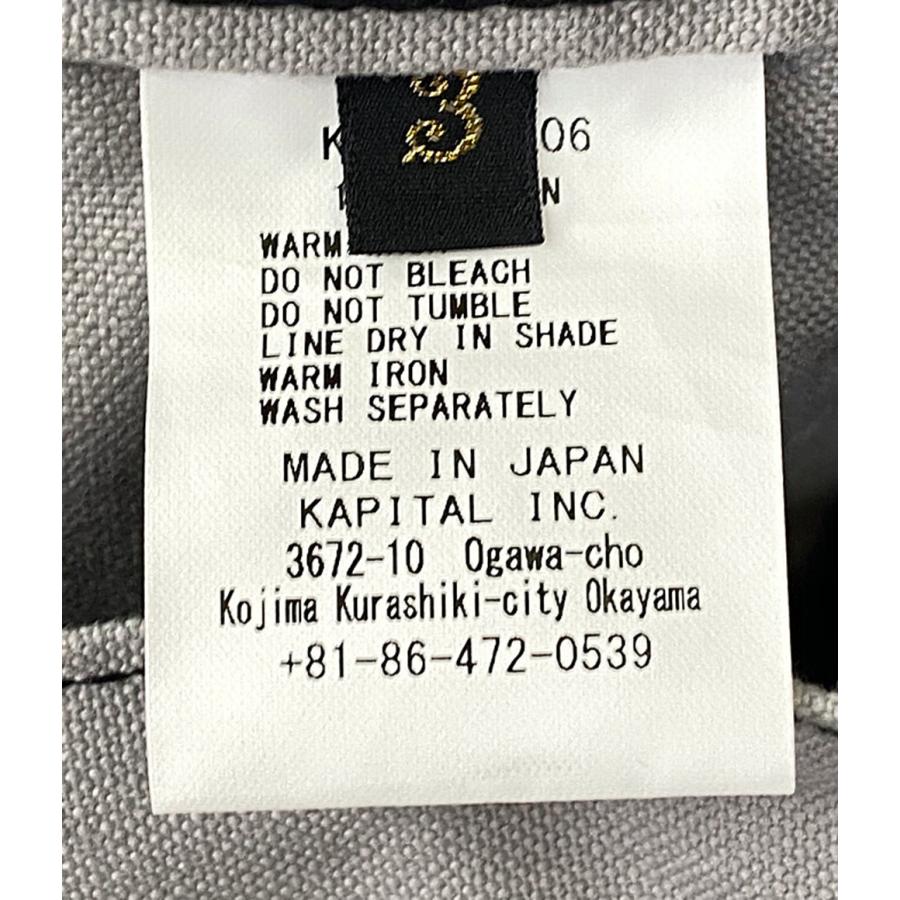 3
06
WARM
DO NOT BLEACH
DO NOT TUMBLE
LINE DRY IN SHADE
WARM IRON
WASH SEPARATELY
MADE IN JAPAN
KAPITAL INC.
3672-10 Ogawa-cho
Kojima Kurashiki-city Okayama
+81-86-472-0539